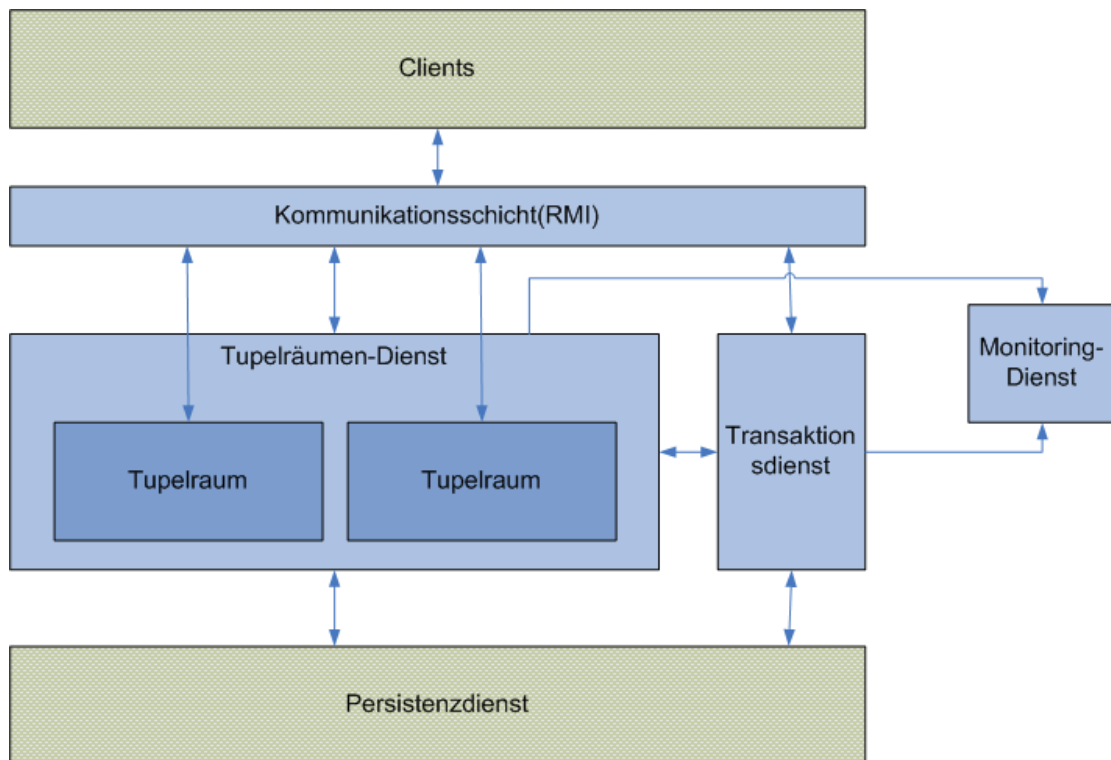 Clients
Kommunikationsschicht(RMI)
Tupelräumen-Dienst
Tupelraum
Tupelraum
Transaktion
sdienst
Monitoring-
Dienst
Persistenzdienst